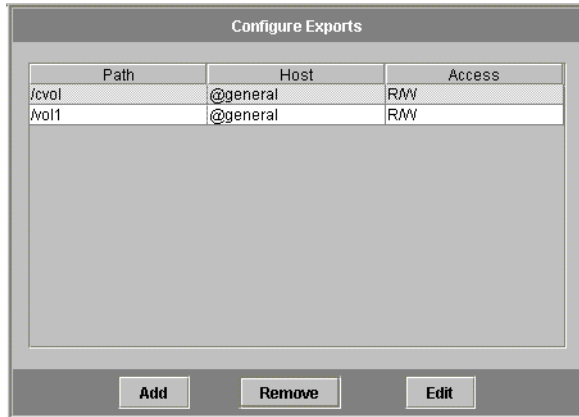 Configure Exports
Path Host Access
/cvol @general R/W
/vol1 @general R/W
Add Remove Edit